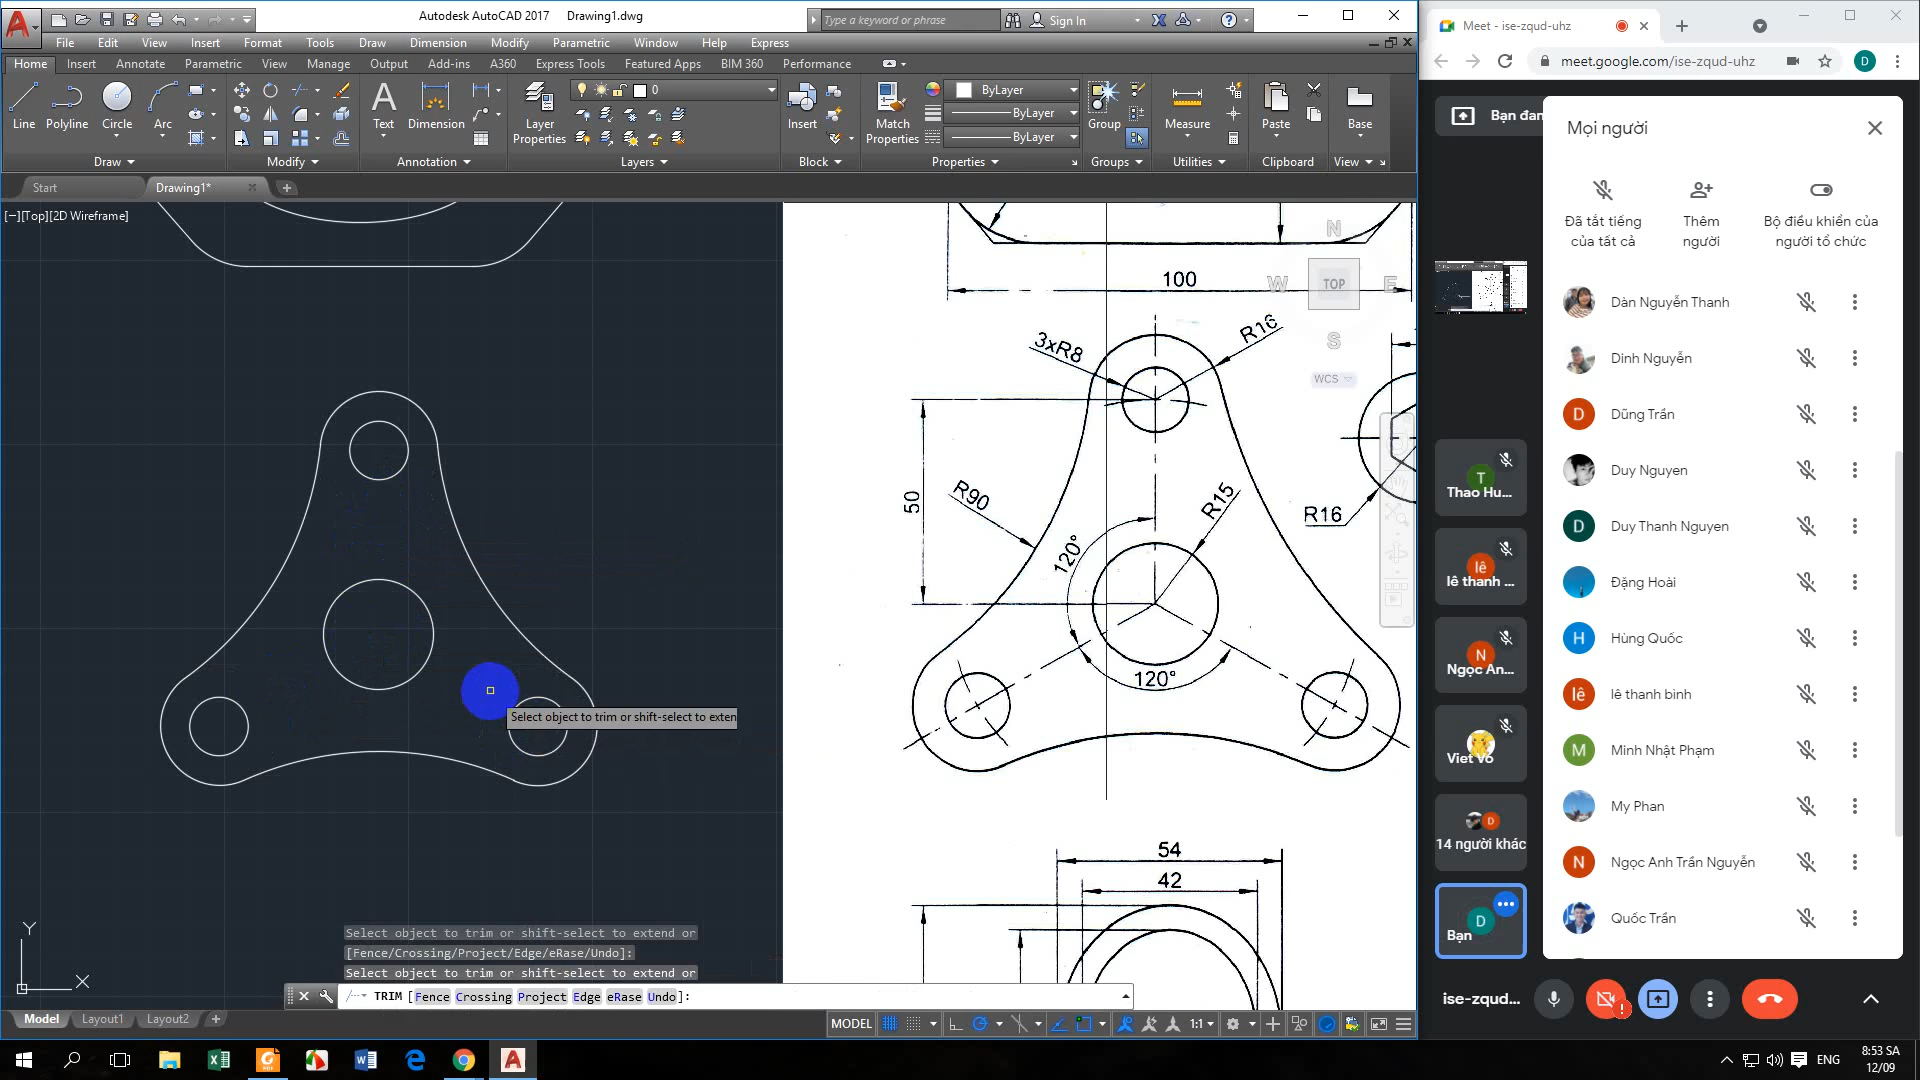 Autodesk AutoCAD 2017 Drawing1.dwg
Type a keyword or phrase
Sign In
File Edit View Insert Format Tools Draw Dimension Modify Parametric Window Help Express
Home Insert Annotate Parametric View Manage Output Add-ins A360 Express Tools Featured Apps BIM 360 Performance
Line Polyline Circle Arc
Text Dimension
Layer Properties
0
Insert
Match Properties
ByLayer
ByLayer
ByLayer
Group
Measure
Paste
Base
Draw Modify Annotation Layers Block Properties Groups Utilities Clipboard View
Start Drawing1*
[−][Top][2D Wireframe]
Select object to trim or shift-select to exten
100
N
W TOP E
S
WCS
3xR8
R16
50
R90
R15
120°
120°
R16
54
42
Y
X
Select object to trim or shift-select to extend or
[Fence/Crossing/Project/Edge/eRase/Undo]:
Select object to trim or shift-select to extend or
TRIM [Fence Crossing Project Edge eRase Undo]:
Model Layout1 Layout2
MODEL
1:1
Meet - ise-zqud-uhz
meet.google.com/ise-zqud-uhz
D
Bạn đan
Mọi người
Đã tắt tiếng của tất cả
Thêm người
Bộ điều khiển của người tổ chức
Dàn Nguyễn Thanh
Dinh Nguyễn
D Dũng Trần
Duy Nguyen
D Duy Thanh Nguyen
Đặng Hoài
H Hùng Quốc
lê lê thanh bình
M Minh Nhật Phạm
My Phan
N Ngọc Anh Trần Nguyễn
Quốc Trần
T
Thao Hu...
lê
lê thanh ...
N
Ngọc An...
Viet Vo
D
14 người khác
D
Bạn
ise-zqud...
ENG
8:53 SA
12/09